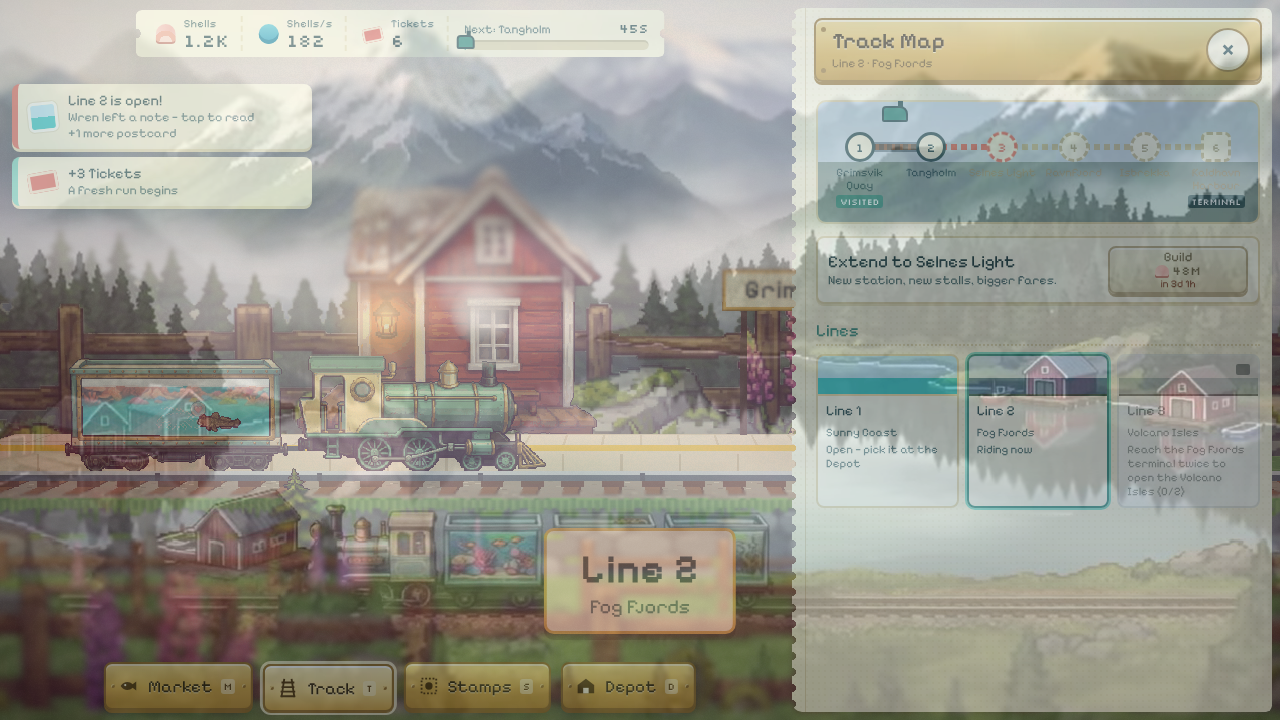 Shells
1.2K
Shells/s
182
Tickets
6
Next: Tangholm
45S
Line 2 is open!
Wren left a note - tap to read
+1 more postcard
+3 Tickets
A fresh run begins
Track Map
Line 2 · Fog Fjords
×
1
2
3
4
5
6
Grimsvik Quay
Tangholm
VISITED
TERMINAL
Extend to Selnes Light
New station, new stalls, bigger fares.
Build
48M
in 3d 1h
Lines
Line 1
Sunny Coast
Open - pick it at the
Depot
Line 2
Fog Fjords
Riding now
Line 3
Volcano Isles
Reach the Fog Fjords
terminal twice to
open the Volcano
Isles (0/2)
Grim
Line 2
Fog Fjords
Market M
Track T
Stamps S
Depot D